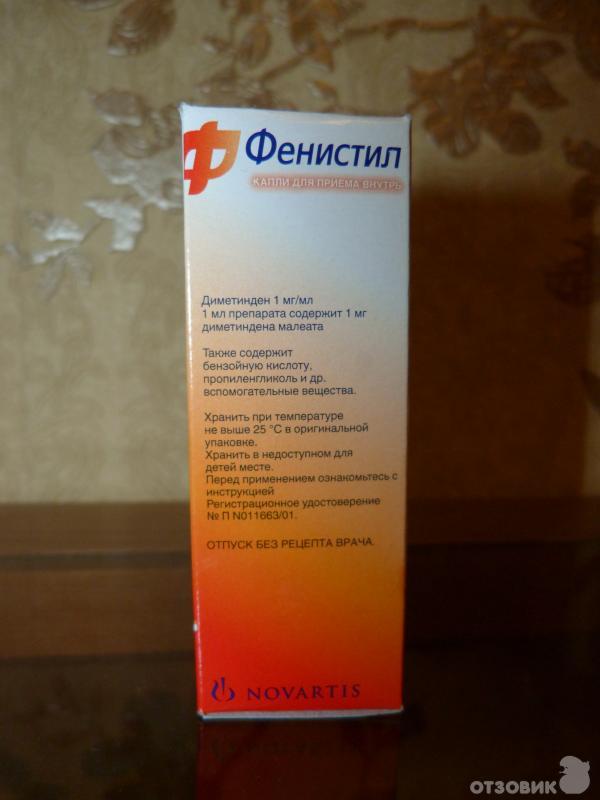 Фенистил
КАПЛИ ДЛЯ ПРИЕМА ВНУТРЬ
Диметинден 1 мг/мл
1 мл препарата содержит 1 мг
диметиндена малеата
Также содержит
бензойную кислоту,
пропиленгликоль и др.
вспомогательные вещества.
Хранить при температуре
не выше 25 °C в оригинальной
упаковке.
Хранить в недоступном для
детей месте.
Перед применением ознакомьтесь с
инструкцией
Регистрационное удостоверение
№ П N011663/01.
ОТПУСК БЕЗ РЕЦЕПТА ВРАЧА.
NOVARTIS
ОТЗОВИК